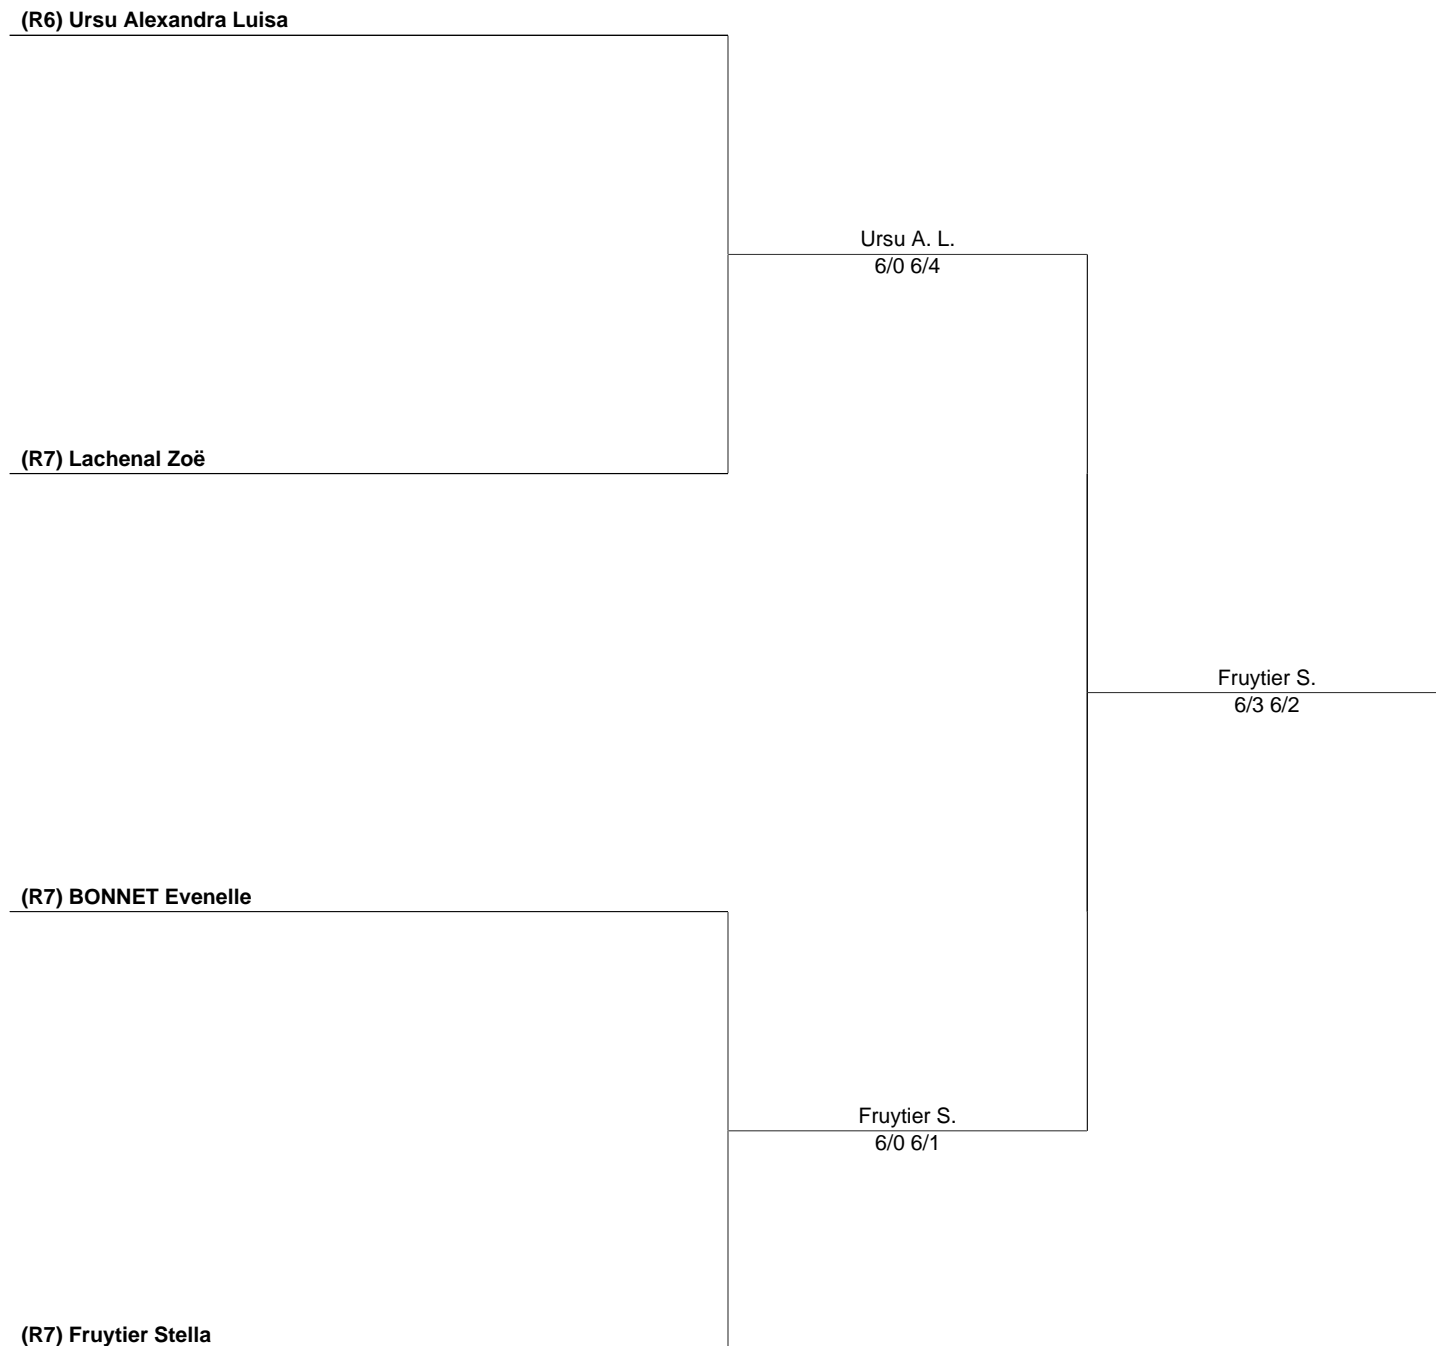 (R6) Ursu Alexandra Luisa
Ursu A. L.
6/0 6/4
(R7) Lachenal Zoë
Fruytier S.
6/3 6/2
(R7) BONNET Evenelle
Fruytier S.
6/0 6/1
(R7) Fruytier Stella